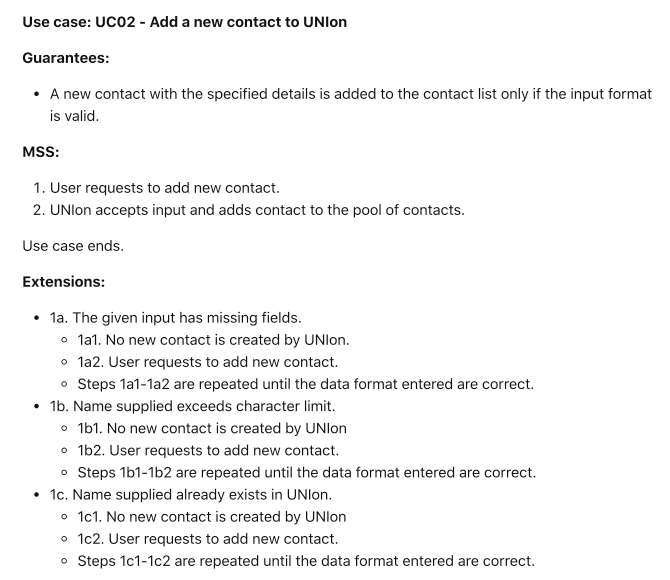 Use case: UC02 - Add a new contact to UNIon
Guarantees:
• A new contact with the specified details is added to the contact list only if the input format
is valid.
MSS:
1. User requests to add new contact.
2. UNIon accepts input and adds contact to the pool of contacts.
Use case ends.
Extensions:
• 1a. The given input has missing fields.
◦ 1a1. No new contact is created by UNIon.
◦ 1a2. User requests to add new contact.
◦ Steps 1a1-1a2 are repeated until the data format entered are correct.
• 1b. Name supplied exceeds character limit.
◦ 1b1. No new contact is created by UNIon
◦ 1b2. User requests to add new contact.
◦ Steps 1b1-1b2 are repeated until the data format entered are correct.
• 1c. Name supplied already exists in UNIon.
◦ 1c1. No new contact is created by UNIon
◦ 1c2. User requests to add new contact.
◦ Steps 1c1-1c2 are repeated until the data format entered are correct.